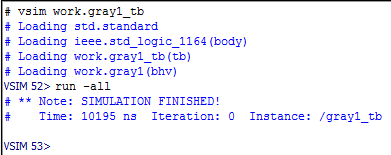 # vsim work.gray1_tb
# Loading std.standard
# Loading ieee.std_logic_1164(body)
# Loading work.gray1_tb(tb)
# Loading work.gray1(bhv)
VSIM 52> run -all
# ** Note: SIMULATION FINISHED!
#    Time: 10195 ns  Iteration: 0  Instance: /gray1_tb
VSIM 53>